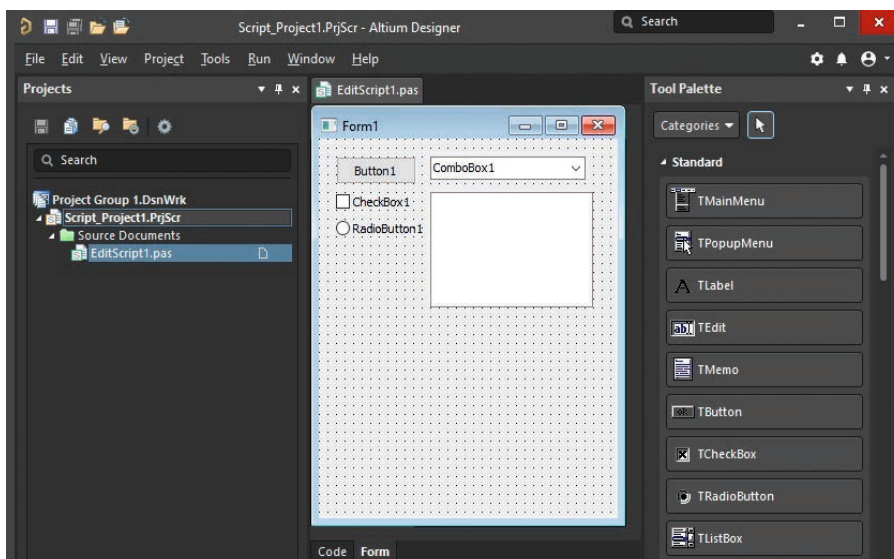 Script_Project1.PrjScr - Altium Designer
Search
File Edit View Project Tools Run Window Help
Projects
Search
Project Group 1.DsnWrk
Script_Project1.PrjScr
Source Documents
EditScript1.pas
EditScript1.pas
Form1
Button1
ComboBox1
CheckBox1
RadioButton1
Code Form
Tool Palette
Categories
Standard
TMainMenu
TPopupMenu
TLabel
TEdit
TMemo
TButton
TCheckBox
TRadioButton
TListBox